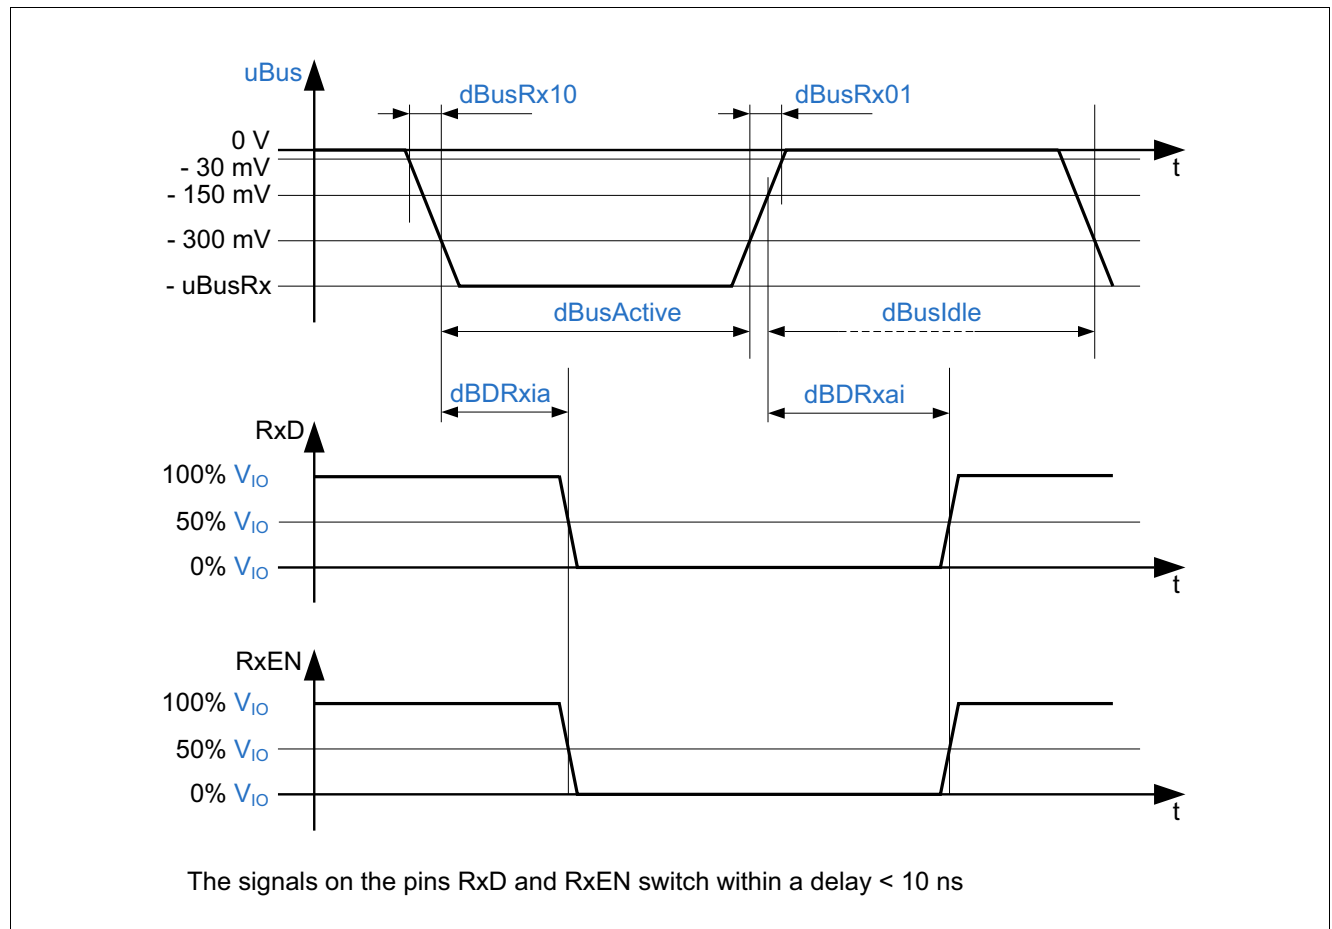 uBus
dBusRx10
dBusRx01
0 V
- 30 mV
t
- 150 mV
- 300 mV
- uBusRx
dBusActive
dBusIdle
dBDRxia
dBDRxai
RxD
100% VIO
50% VIO
0% VIO
t
RxEN
100% VIO
50% VIO
0% VIO
t
The signals on the pins RxD and RxEN switch within a delay < 10 ns